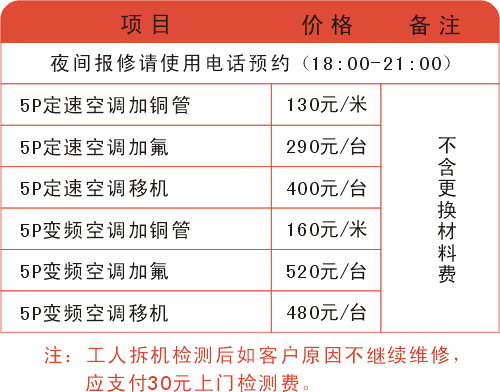 项目 价格 备注
夜间报修请使用电话预约（18:00-21:00）
5P定速空调加铜管 130元/米
5P定速空调加氟 290元/台
5P定速空调移机 400元/台
5P变频空调加铜管 160元/米
5P变频空调加氟 520元/台
5P变频空调移机 480元/台
不含更换材料费
注：工人拆机检测后如客户原因不继续维修，
应支付30元上门检测费。